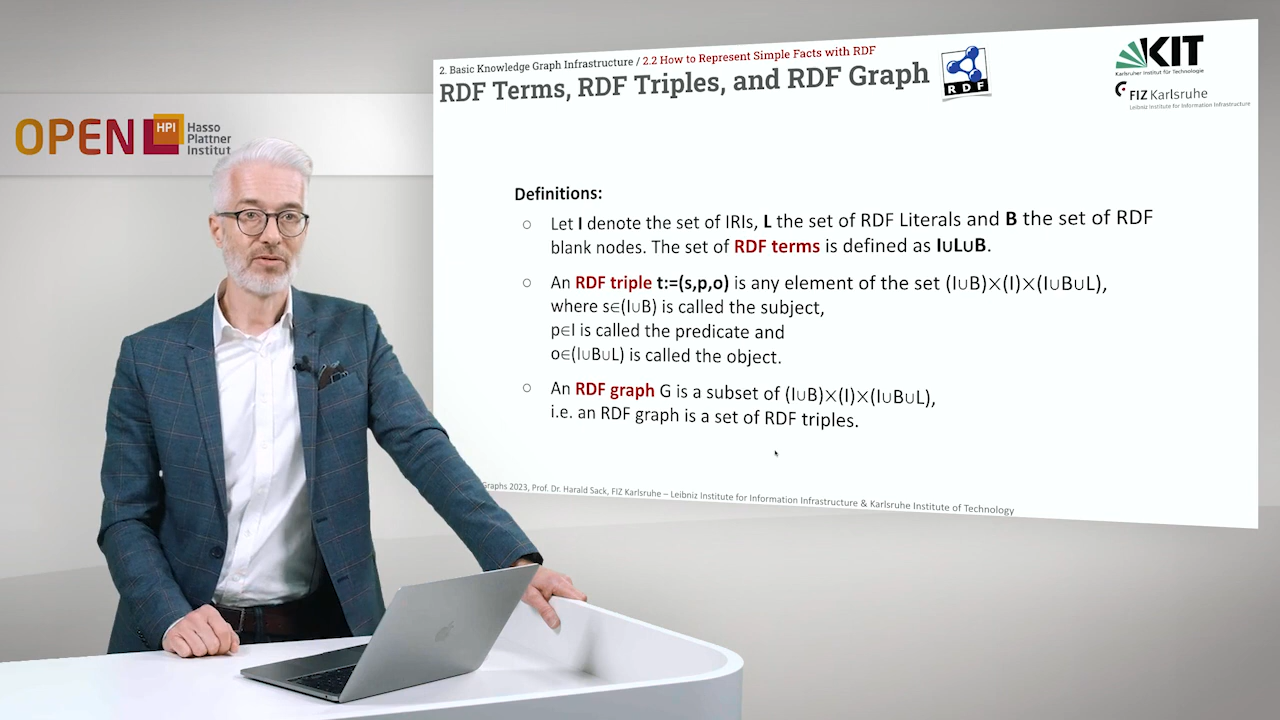 OPEN HPI Hasso
Plattner
Institut
2. Basic Knowledge Graph Infrastructure / 2.2 How to Represent Simple Facts with RDF
RDF Terms, RDF Triples, and RDF Graph
RDF
KIT
Karlsruher Institut für Technologie
FIZ Karlsruhe
Leibniz Institute for Information Infrastructure
Definitions:
○ Let I denote the set of IRIs, L the set of RDF Literals and B the set of RDF
blank nodes. The set of RDF terms is defined as I∪L∪B.
○ An RDF triple t:=(s,p,o) is any element of the set (I∪B)×(I)×(I∪B∪L),
where s∈(I∪B) is called the subject,
p∈I is called the predicate and
o∈(I∪B∪L) is called the object.
○ An RDF graph G is a subset of (I∪B)×(I)×(I∪B∪L),
i.e. an RDF graph is a set of RDF triples.
Graphs 2023, Prof. Dr. Harald Sack, FIZ Karlsruhe – Leibniz Institute for Information Infrastructure & Karlsruhe Institute of Technology